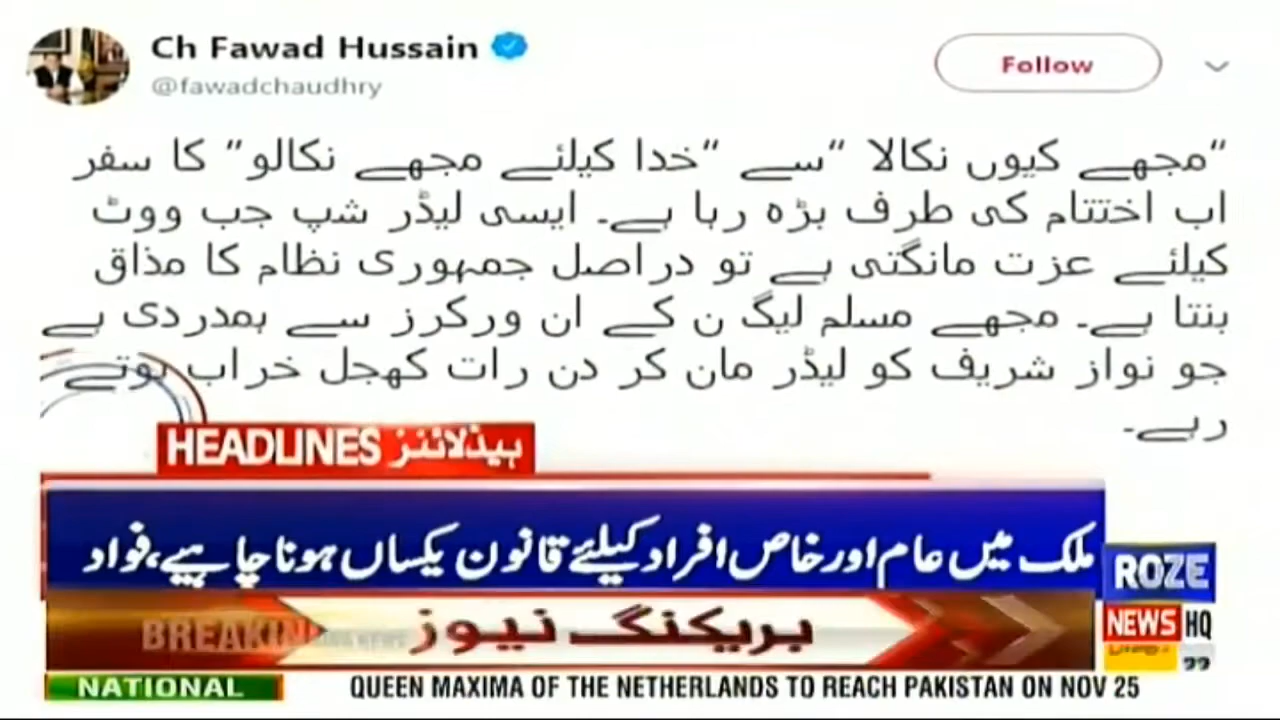 Ch Fawad Hussain
@fawadchaudhry
Follow
”مجھے کیوں نکالا “سے “خدا کیلئے مجھے نکالو” کا سفر
اب اختتام کی طرف بڑھ رہا ہے۔ ایسی لیڈر شپ جب ووٹ
کیلئے عزت مانگتی ہے تو دراصل جمہوری نظام کا مذاق
بنتا ہے۔ مجھے مسلم لیگ ن کے ان ورکرز سے ہمدردی ہے
جو نواز شریف کو لیڈر مان کر دن رات کھجل خراب ہوتے
رہے۔
HEADLINES ہیڈلائنز
ملک میں عام اور خاص افراد کیلئے قانون یکساں ہونا چاہیے،فواد
ROZE
NEWS HQ
BREAKIN بریکنگ نیوز
NATIONAL
QUEEN MAXIMA OF THE NETHERLANDS TO REACH PAKISTAN ON NOV 25